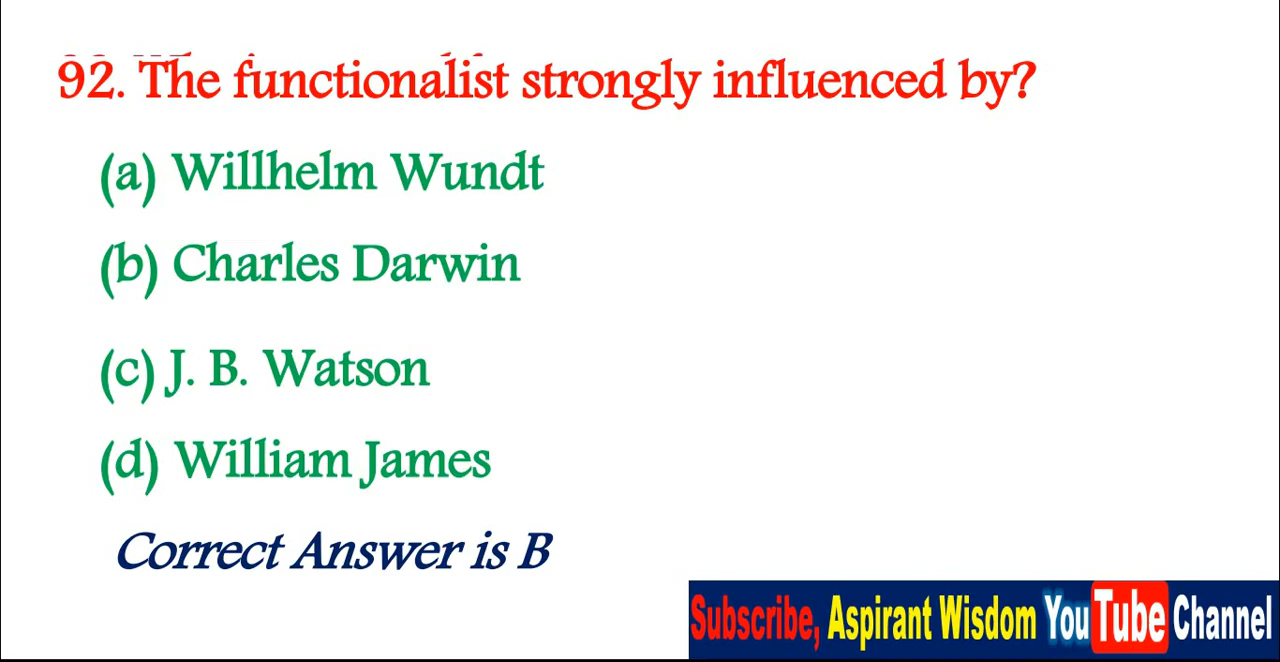 92. The functionalist strongly influenced by?
(a) Willhelm Wundt
(b) Charles Darwin
(c) J. B. Watson
(d) William James
Correct Answer is B
Subscribe, Aspirant Wisdom YouTube Channel